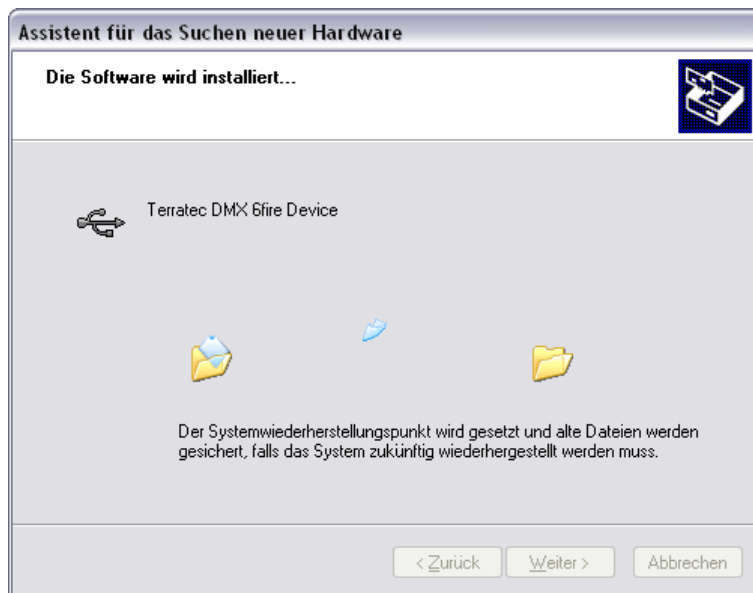 Assistent für das Suchen neuer Hardware
Die Software wird installiert...
Terratec DMX 6fire Device
Der Systemwiederherstellungspunkt wird gesetzt und alte Dateien werden
gesichert, falls das System zukünftig wiederhergestellt werden muss.
< Zurück
Weiter >
Abbrechen